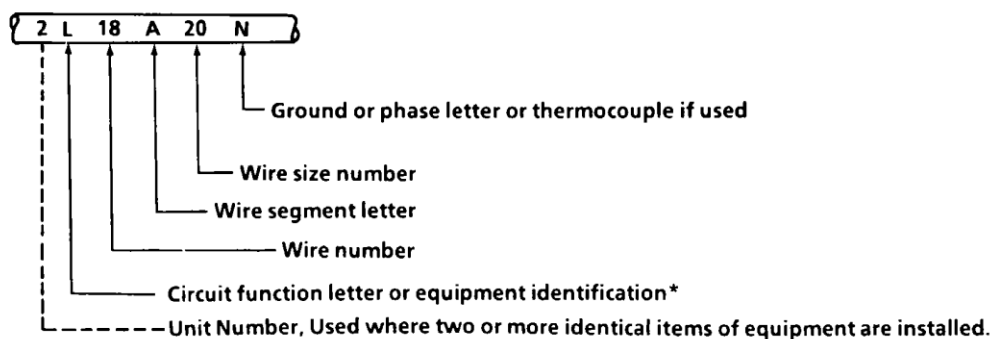 2 L 18 A 20 N
Ground or phase letter or thermocouple if used
Wire size number
Wire segment letter
Wire number
Circuit function letter or equipment identification*
Unit Number, Used where two or more identical items of equipment are installed.